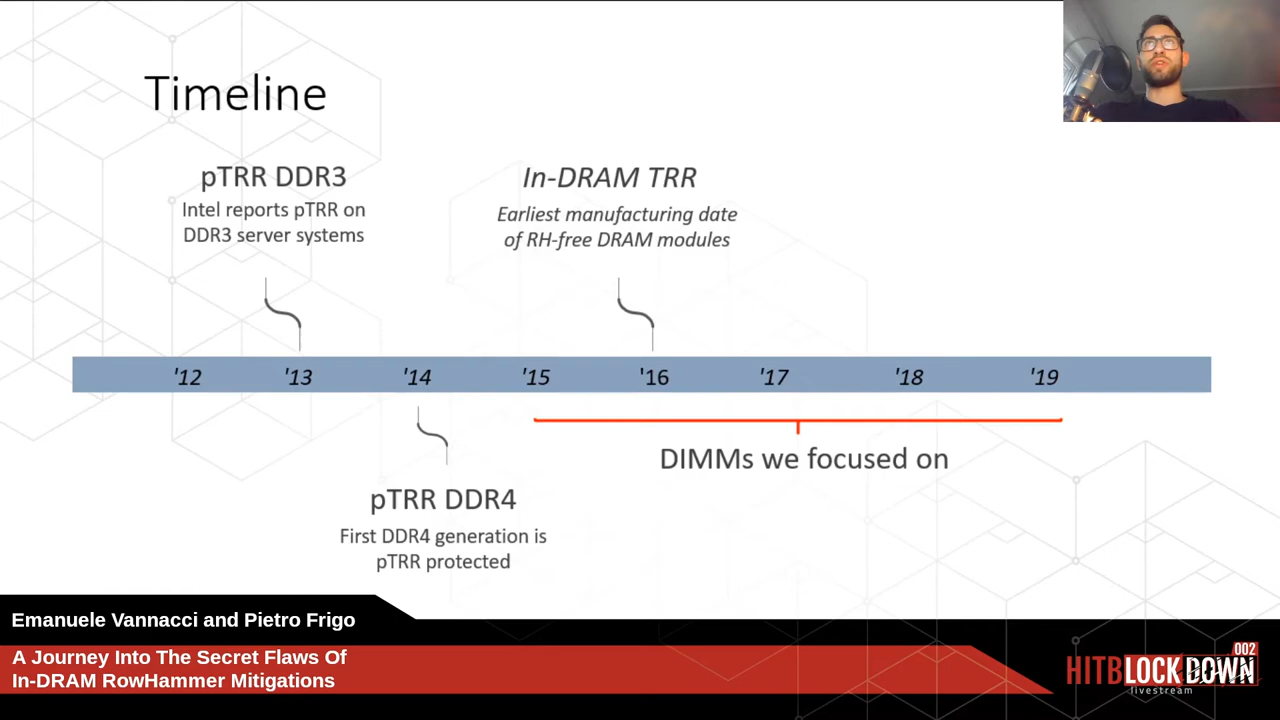 Timeline
pTRR DDR3
Intel reports pTRR on
DDR3 server systems
In-DRAM TRR
Earliest manufacturing date
of RH-free DRAM modules
'12 '13 '14 '15 '16 '17 '18 '19
DIMMs we focused on
pTRR DDR4
First DDR4 generation is
pTRR protected
Emanuele Vannacci and Pietro Frigo
A Journey Into The Secret Flaws Of
In-DRAM RowHammer Mitigations
002
HITBLOCKDOWN
livestream